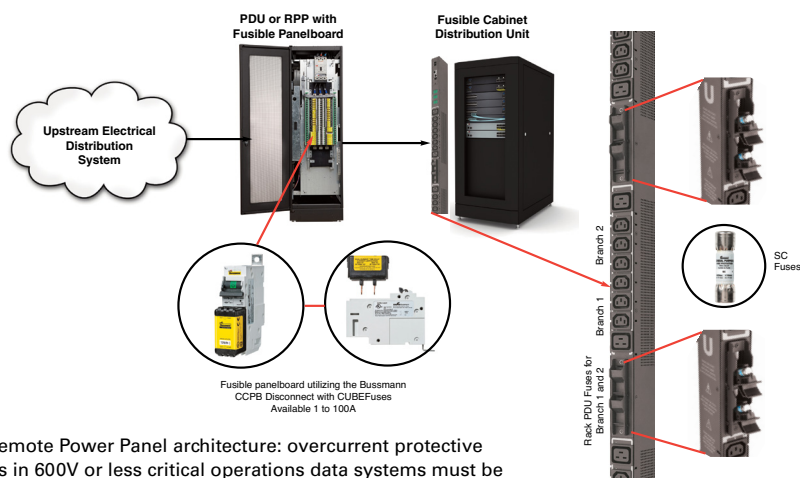 PDU or RPP with
Fusible Panelboard
Fusible Cabinet
Distribution Unit
Upstream Electrical
Distribution
System
Branch 2
Branch 1
Rack PDU Fuses for
Branch 1 and 2
SC
Fuses
Fusible panelboard utilizing the Bussmann
CCPB Disconnect with CUBEFuses
Available 1 to 100A
emote Power Panel architecture: overcurrent protective
s in 600V or less critical operations data systems must be